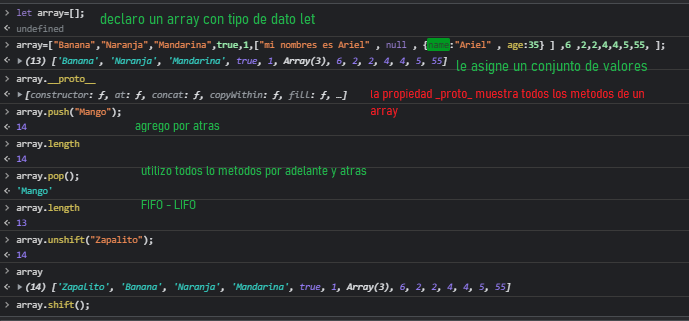 > let array=[];
declaro un array con tipo de dato let
< undefined
> array=["Banana","Naranja","Mandarina",true,1,["mi nombres es Ariel" , null , {name:"Ariel" , age:35} ] ,6 ,2,2,4,4,5,55, ];
< ▸ (13) ['Banana', 'Naranja', 'Mandarina', true, 1, Array(3), 6, 2, 2, 4, 4, 5, 55]
le asigne un conjunto de valores
> array.__proto__
< ▸ [constructor: ƒ, at: ƒ, concat: ƒ, copyWithin: ƒ, fill: ƒ, …]
la propiedad _proto_ muestra todos los metodos de un
array
> array.push("Mango");
< 14
agrego por atras
> array.length
< 14
> array.pop();
utilizo todos lo metodos por adelante y atras
< 'Mango'
> array.length
FIFO - LIFO
< 13
> array.unshift("Zapalito");
< 14
> array
< ▸ (14) ['Zapalito', 'Banana', 'Naranja', 'Mandarina', true, 1, Array(3), 6, 2, 2, 4, 4, 5, 55]
> array.shift();